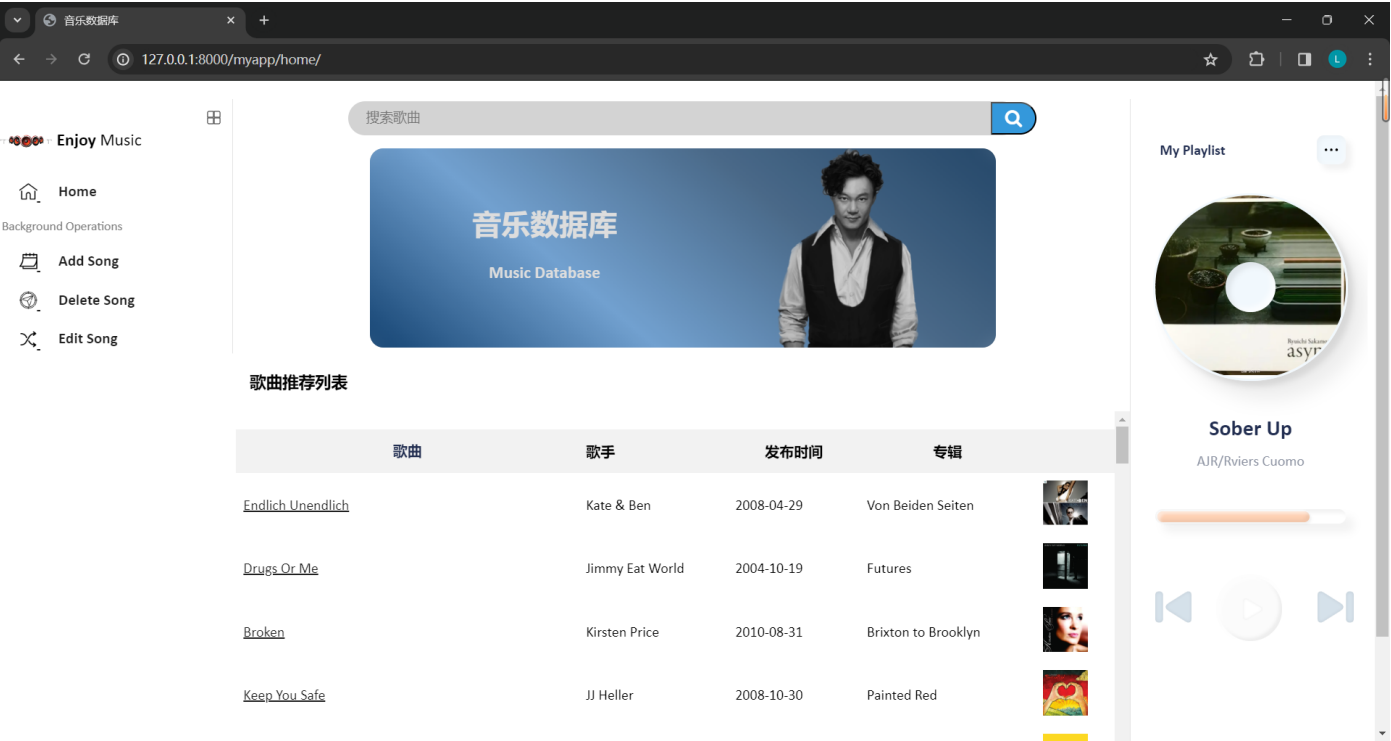 音乐数据库
127.0.0.1:8000/myapp/home/
L
Enjoy Music
Home
Background Operations
Add Song
Delete Song
Edit Song
搜索歌曲
音乐数据库
Music Database
歌曲推荐列表
歌曲 歌手 发布时间 专辑
Endlich Unendlich Kate & Ben 2008-04-29 Von Beiden Seiten
Drugs Or Me Jimmy Eat World 2004-10-19 Futures
Broken Kirsten Price 2010-08-31 Brixton to Brooklyn
Keep You Safe JJ Heller 2008-10-30 Painted Red
My Playlist
Sober Up
AJR/Rviers Cuomo